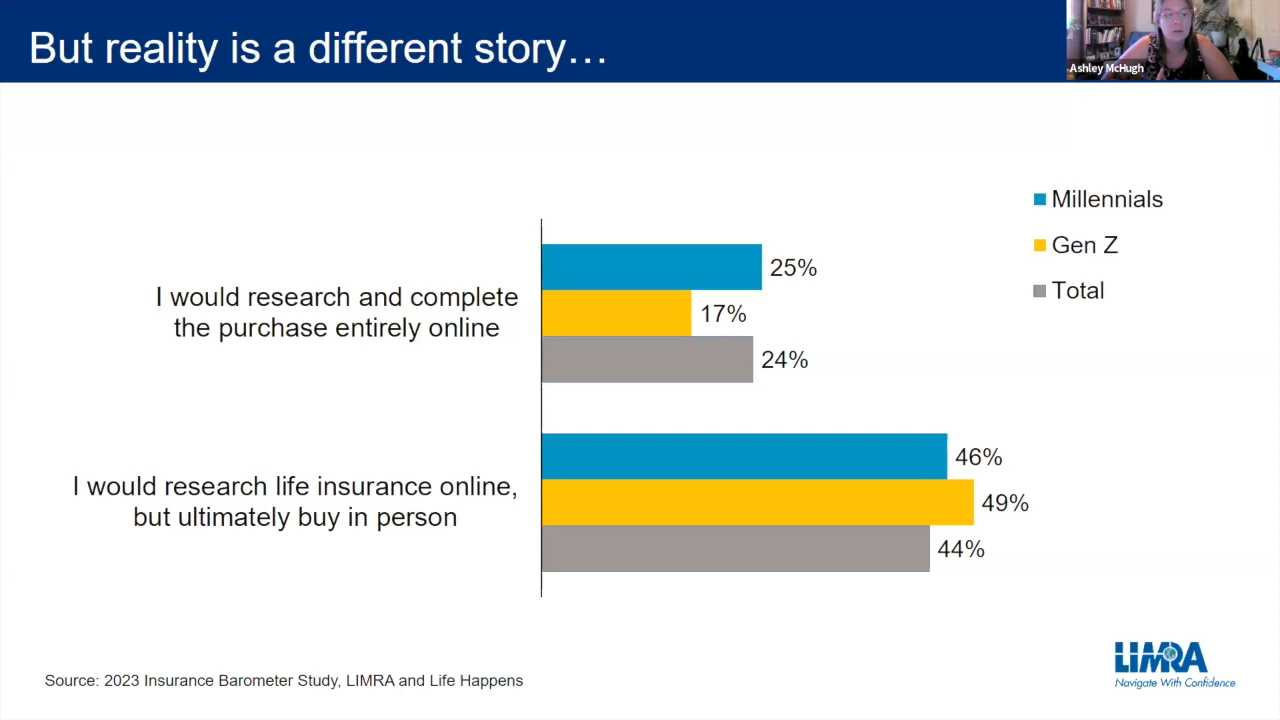 But reality is a different story…
Ashley McHugh
Millennials
Gen Z
Total
I would research and complete
the purchase entirely online
25%
17%
24%
I would research life insurance online,
but ultimately buy in person
46%
49%
44%
Source: 2023 Insurance Barometer Study, LIMRA and Life Happens
LIMRA
Navigate With Confidence